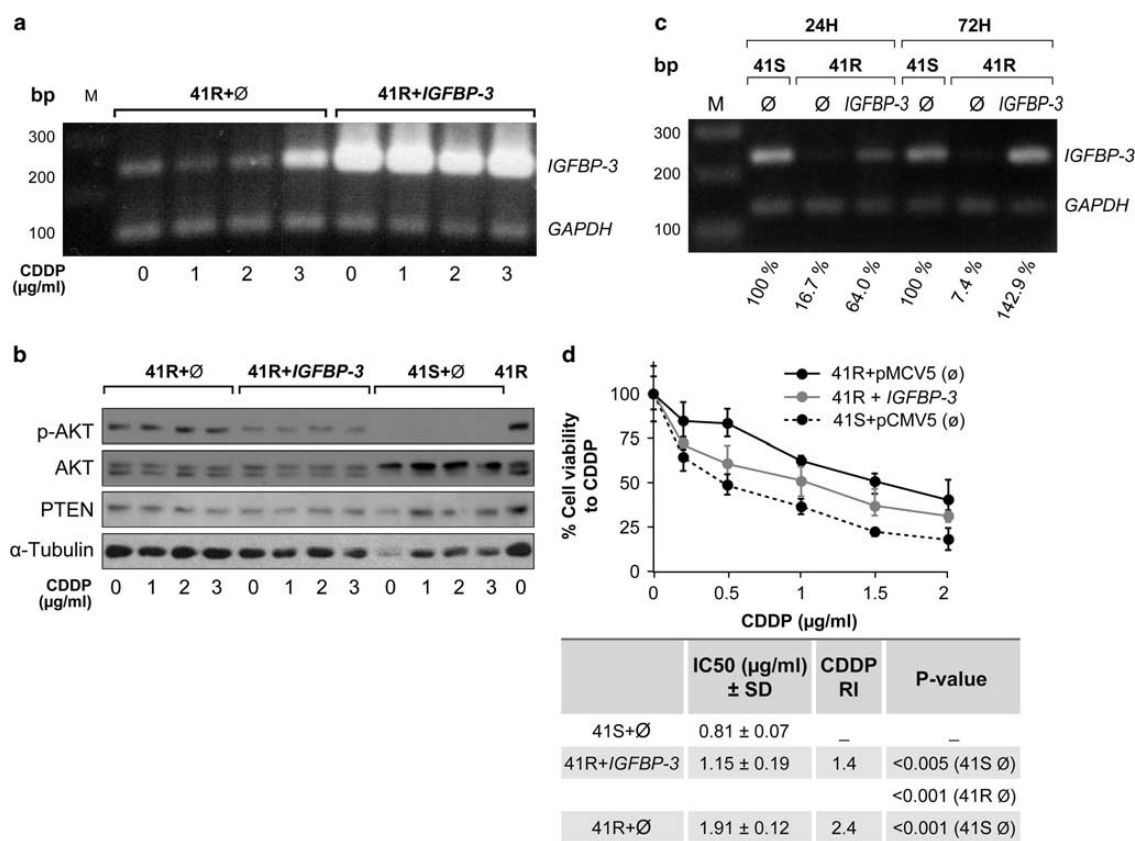 a
bp M 41R+Ø 41R+IGFBP-3
300
200
100
IGFBP-3
GAPDH
CDDP (µg/ml) 0 1 2 3 0 1 2 3
b
41R+Ø 41R+IGFBP-3 41S+Ø 41R
p-AKT
AKT
PTEN
α-Tubulin
CDDP (µg/ml) 0 1 2 3 0 1 2 3 0 1 2 3 0
c
24H 72H
41S 41R 41S 41R
bp
M Ø Ø IGFBP-3 Ø Ø IGFBP-3
300
200
100
IGFBP-3
GAPDH
100 % 16.7 % 64.0 % 100 % 7.4 % 142.9 %
d
41R+pMCV5 (ø)
41R + IGFBP-3
41S+pCMV5 (ø)
% Cell viability
to CDDP
100
75
50
25
0
0 0.5 1 1.5 2
CDDP (µg/ml)
IC50 (µg/ml) ± SD CDDP RI P-value
41S+Ø 0.81 ± 0.07 _ _
41R+IGFBP-3 1.15 ± 0.19 1.4 <0.005 (41S Ø)
<0.001 (41R Ø)
41R+Ø 1.91 ± 0.12 2.4 <0.001 (41S Ø)